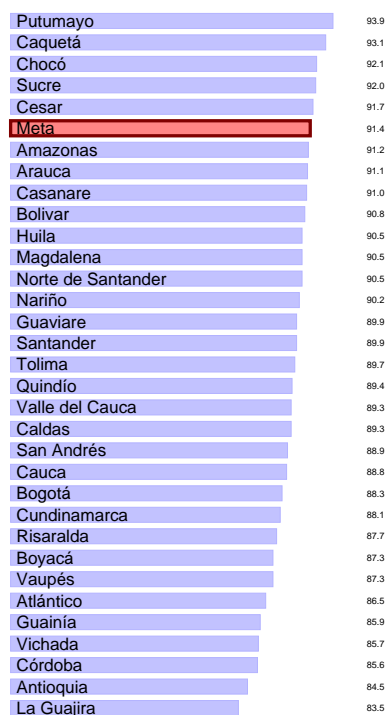 Putumayo 93.9
Caquetá 93.1
Chocó 92.1
Sucre 92.0
Cesar 91.7
Meta 91.4
Amazonas 91.2
Arauca 91.1
Casanare 91.0
Bolivar 90.8
Huila 90.5
Magdalena 90.5
Norte de Santander 90.5
Nariño 90.2
Guaviare 89.9
Santander 89.9
Tolima 89.7
Quindío 89.4
Valle del Cauca 89.3
Caldas 89.3
San Andrés 88.9
Cauca 88.8
Bogotá 88.3
Cundinamarca 88.1
Risaralda 87.7
Boyacá 87.3
Vaupés 87.3
Atlántico 86.5
Guainía 85.9
Vichada 85.7
Córdoba 85.6
Antioquia 84.5
La Guajira 83.5